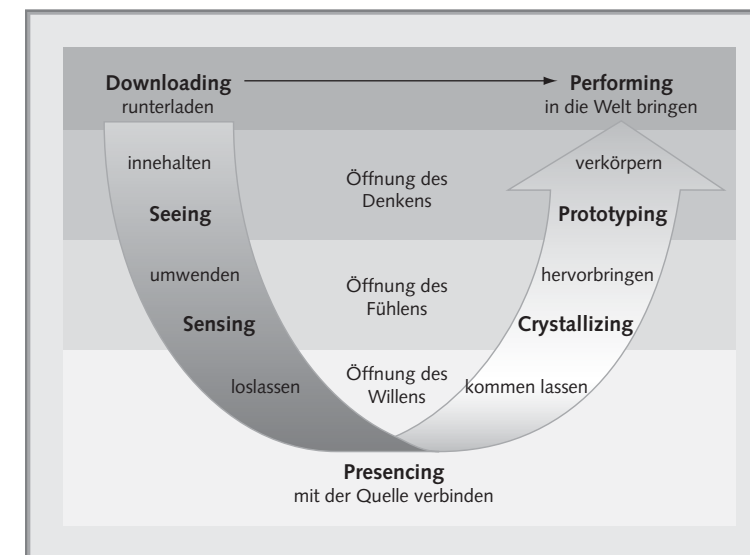 Downloading
runterladen
Performing
in die Welt bringen
innehalten
Öffnung des
Denkens
verkörpern
Seeing
Prototyping
umwenden
Öffnung des
Fühlens
hervorbringen
Sensing
Crystallizing
loslassen
Öffnung des
Willens
kommen lassen
Presencing
mit der Quelle verbinden